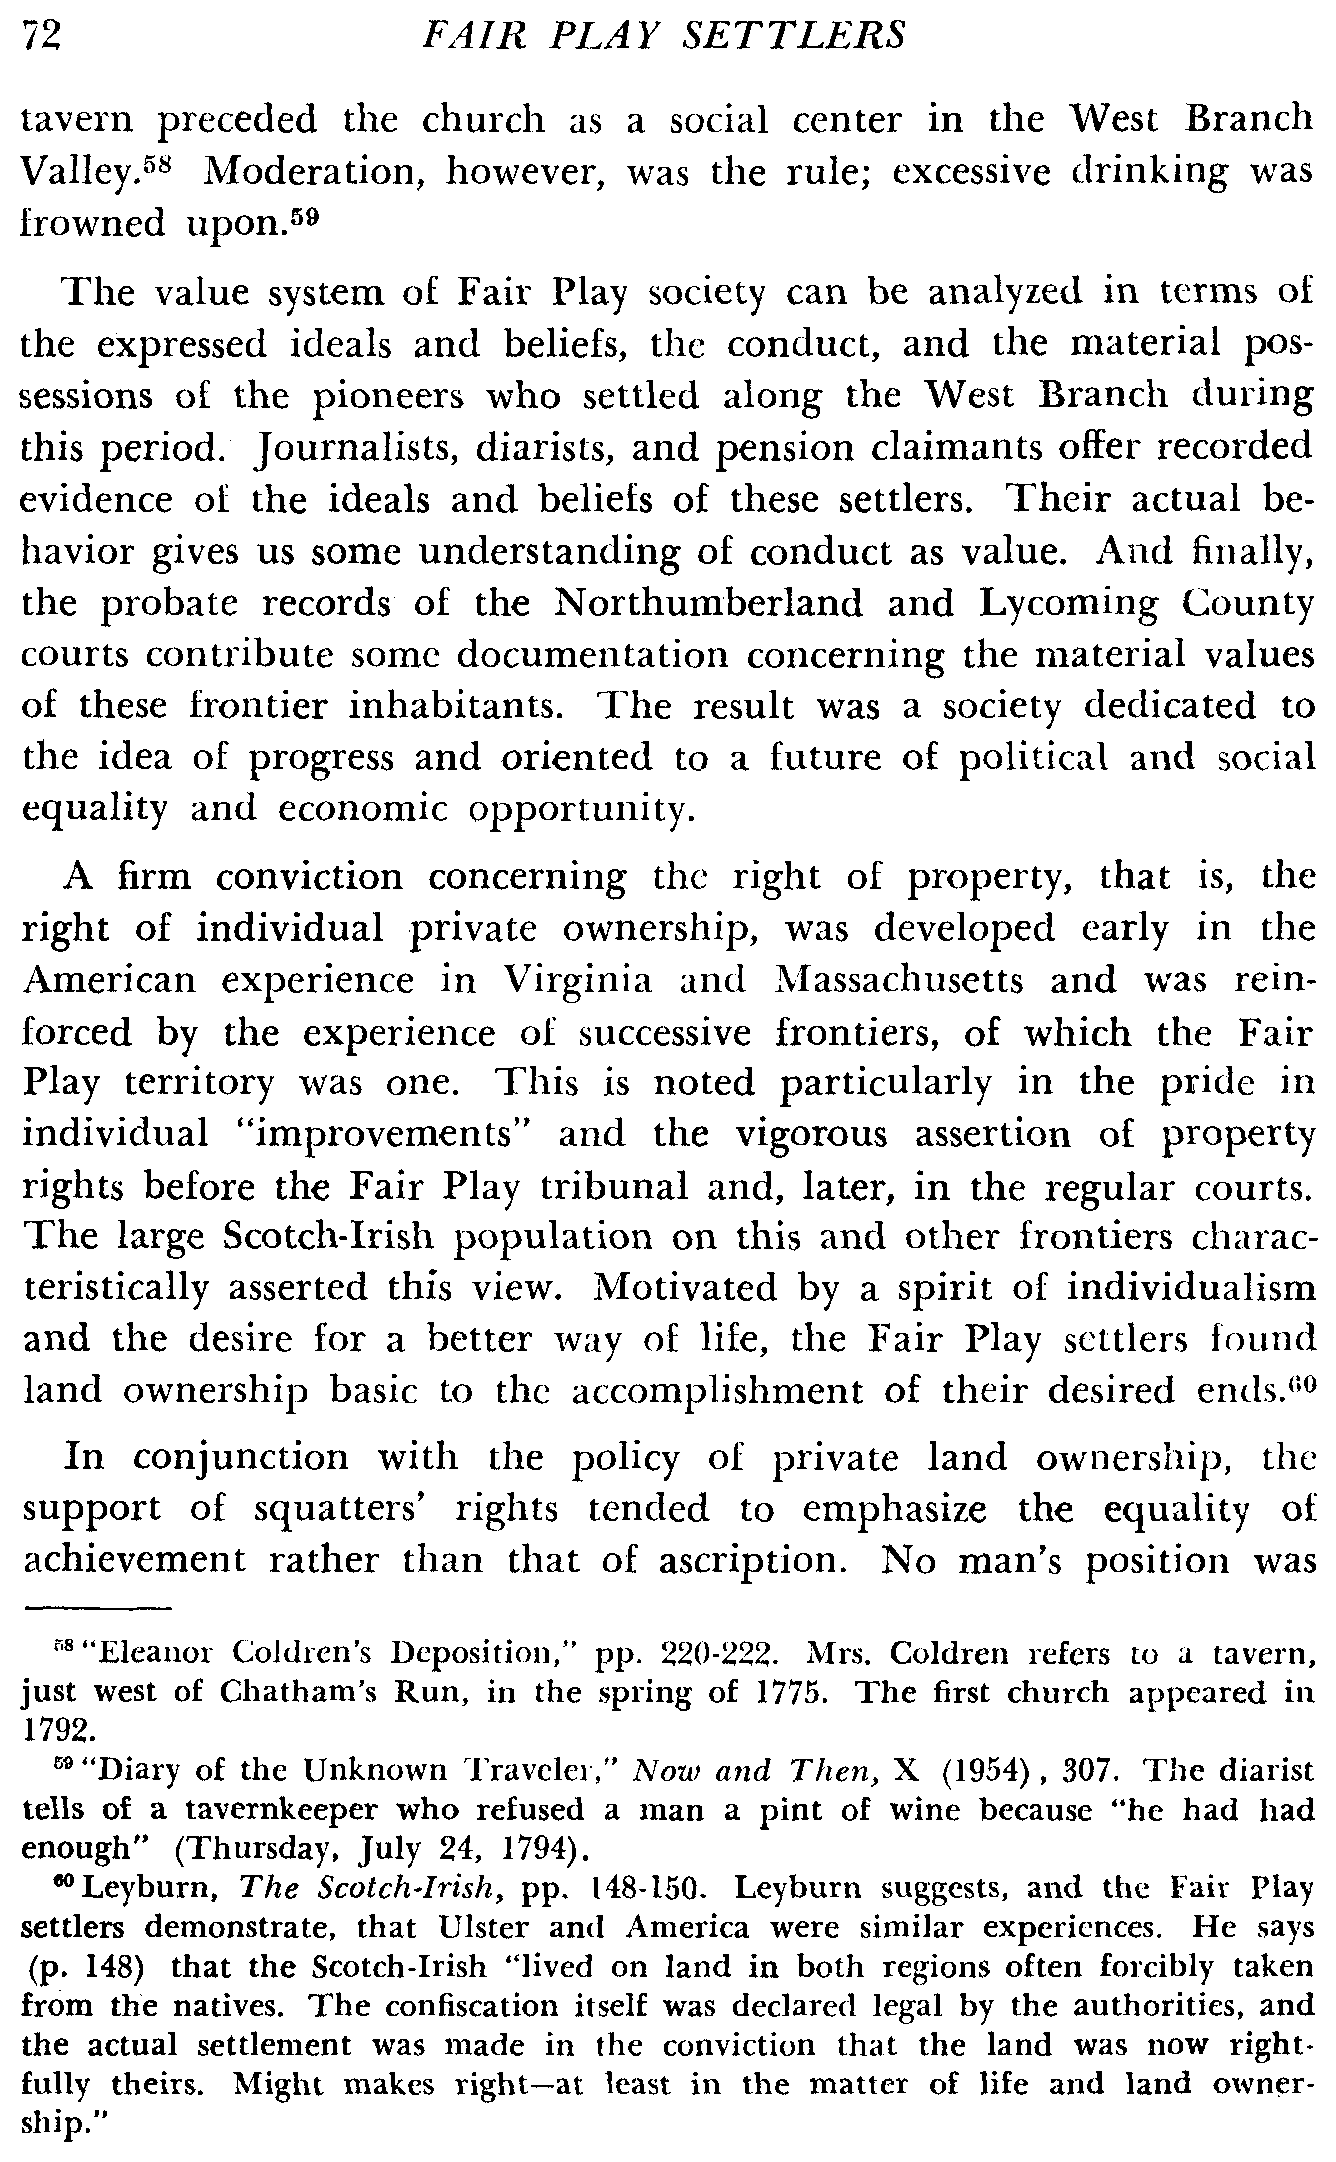 72 FAIR PLAY SETTLERS
tavern preceded the church as a social center in the West Branch
Valley.⁵⁸ Moderation, however, was the rule; excessive drinking was
frowned upon.⁵⁹
The value system of Fair Play society can be analyzed in terms of
the expressed ideals and beliefs, the conduct, and the material pos-
sessions of the pioneers who settled along the West Branch during
this period. Journalists, diarists, and pension claimants offer recorded
evidence of the ideals and beliefs of these settlers. Their actual be-
havior gives us some understanding of conduct as value. And finally,
the probate records of the Northumberland and Lycoming County
courts contribute some documentation concerning the material values
of these frontier inhabitants. The result was a society dedicated to
the idea of progress and oriented to a future of political and social
equality and economic opportunity.
A firm conviction concerning the right of property, that is, the
right of individual private ownership, was developed early in the
American experience in Virginia and Massachusetts and was rein-
forced by the experience of successive frontiers, of which the Fair
Play territory was one. This is noted particularly in the pride in
individual "improvements" and the vigorous assertion of property
rights before the Fair Play tribunal and, later, in the regular courts.
The large Scotch-Irish population on this and other frontiers charac-
teristically asserted this view. Motivated by a spirit of individualism
and the desire for a better way of life, the Fair Play settlers found
land ownership basic to the accomplishment of their desired ends.⁶⁰
In conjunction with the policy of private land ownership, the
support of squatters' rights tended to emphasize the equality of
achievement rather than that of ascription. No man's position was
⁵⁸ "Eleanor Coldren's Deposition," pp. 220-222. Mrs. Coldren refers to a tavern,
just west of Chatham's Run, in the spring of 1775. The first church appeared in
1792.
⁵⁹ "Diary of the Unknown Traveler," Now and Then, X (1954), 307. The diarist
tells of a tavernkeeper who refused a man a pint of wine because "he had had
enough" (Thursday, July 24, 1794).
⁶⁰ Leyburn, The Scotch-Irish, pp. 148-150. Leyburn suggests, and the Fair Play
settlers demonstrate, that Ulster and America were similar experiences. He says
(p. 148) that the Scotch-Irish "lived on land in both regions often forcibly taken
from the natives. The confiscation itself was declared legal by the authorities, and
the actual settlement was made in the conviction that the land was now right-
fully theirs. Might makes right—at least in the matter of life and land owner-
ship."